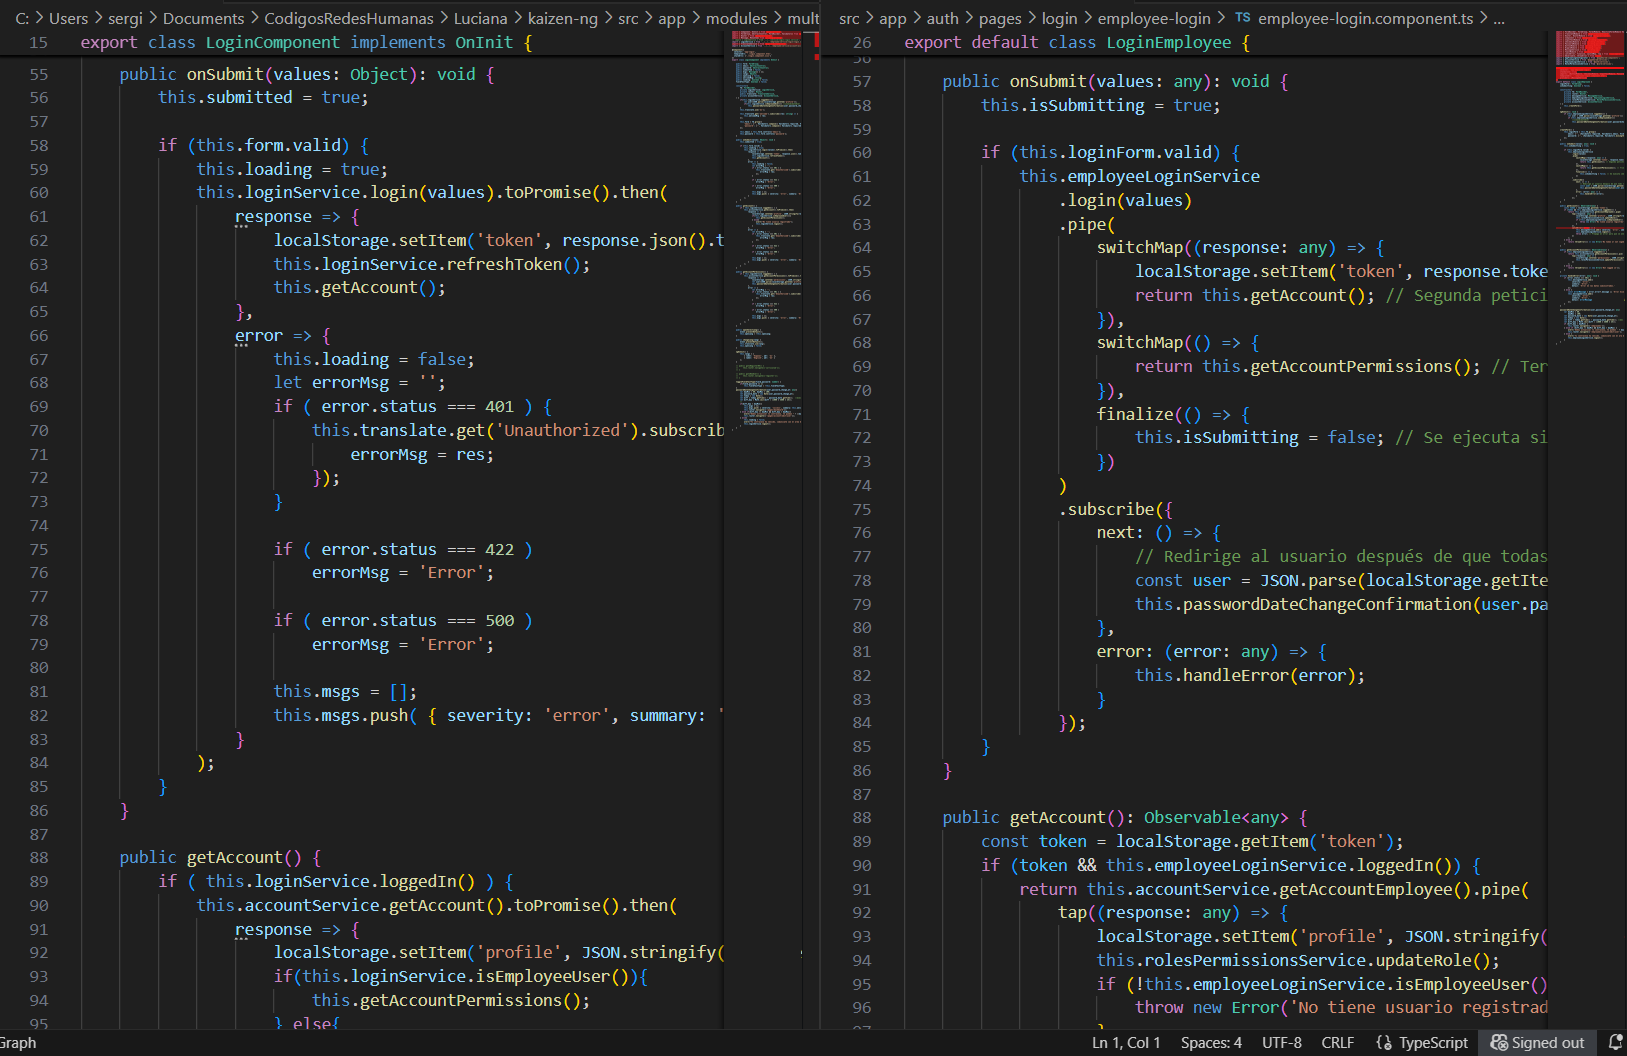 C: > Users > sergi > Documents > CodigosRedesHumanas > Luciana > kaizen-ng > src > app > modules > mult
15 export class LoginComponent implements OnInit {
55 public onSubmit(values: Object): void {
56 this.submitted = true;
57
58 if (this.form.valid) {
59 this.loading = true;
60 this.loginService.login(values).toPromise().then(
61 response => {
62 localStorage.setItem('token', response.json().t
63 this.loginService.refreshToken();
64 this.getAccount();
65 },
66 error => {
67 this.loading = false;
68 let errorMsg = '';
69 if ( error.status === 401 ) {
70 this.translate.get('Unauthorized').subscrib
71 errorMsg = res;
72 });
73 }
74
75 if ( error.status === 422 )
76 errorMsg = 'Error';
77
78 if ( error.status === 500 )
79 errorMsg = 'Error';
80
81 this.msgs = [];
82 this.msgs.push( { severity: 'error', summary: '
83 }
84 );
85 }
86 }
87
88 public getAccount() {
89 if ( this.loginService.loggedIn() ) {
90 this.accountService.getAccount().toPromise().then(
91 response => {
92 localStorage.setItem('profile', JSON.stringify(
93 if(this.loginService.isEmployeeUser()){
94 this.getAccountPermissions();
95 } else{
src > app > auth > pages > login > employee-login > TS employee-login.component.ts > ...
26 export default class LoginEmployee {
56
57 public onSubmit(values: any): void {
58 this.isSubmitting = true;
59
60 if (this.loginForm.valid) {
61 this.employeeLoginService
62 .login(values)
63 .pipe(
64 switchMap((response: any) => {
65 localStorage.setItem('token', response.toke
66 return this.getAccount(); // Segunda petici
67 }),
68 switchMap(() => {
69 return this.getAccountPermissions(); // Ter
70 }),
71 finalize(() => {
72 this.isSubmitting = false; // Se ejecuta si
73 })
74 )
75 .subscribe({
76 next: () => {
77 // Redirige al usuario después de que todas
78 const user = JSON.parse(localStorage.getIte
79 this.passwordDateChangeConfirmation(user.pa
80 },
81 error: (error: any) => {
82 this.handleError(error);
83 }
84 });
85 }
86 }
87
88 public getAccount(): Observable<any> {
89 const token = localStorage.getItem('token');
90 if (token && this.employeeLoginService.loggedIn()) {
91 return this.accountService.getAccountEmployee().pipe(
92 tap((response: any) => {
93 localStorage.setItem('profile', JSON.stringify(
94 this.rolesPermissionsService.updateRole();
95 if (!this.employeeLoginService.isEmployeeUser()
96 throw new Error('No tiene usuario registrad
97 }
Graph
Ln 1, Col 1 Spaces: 4 UTF-8 CRLF {} TypeScript Signed out